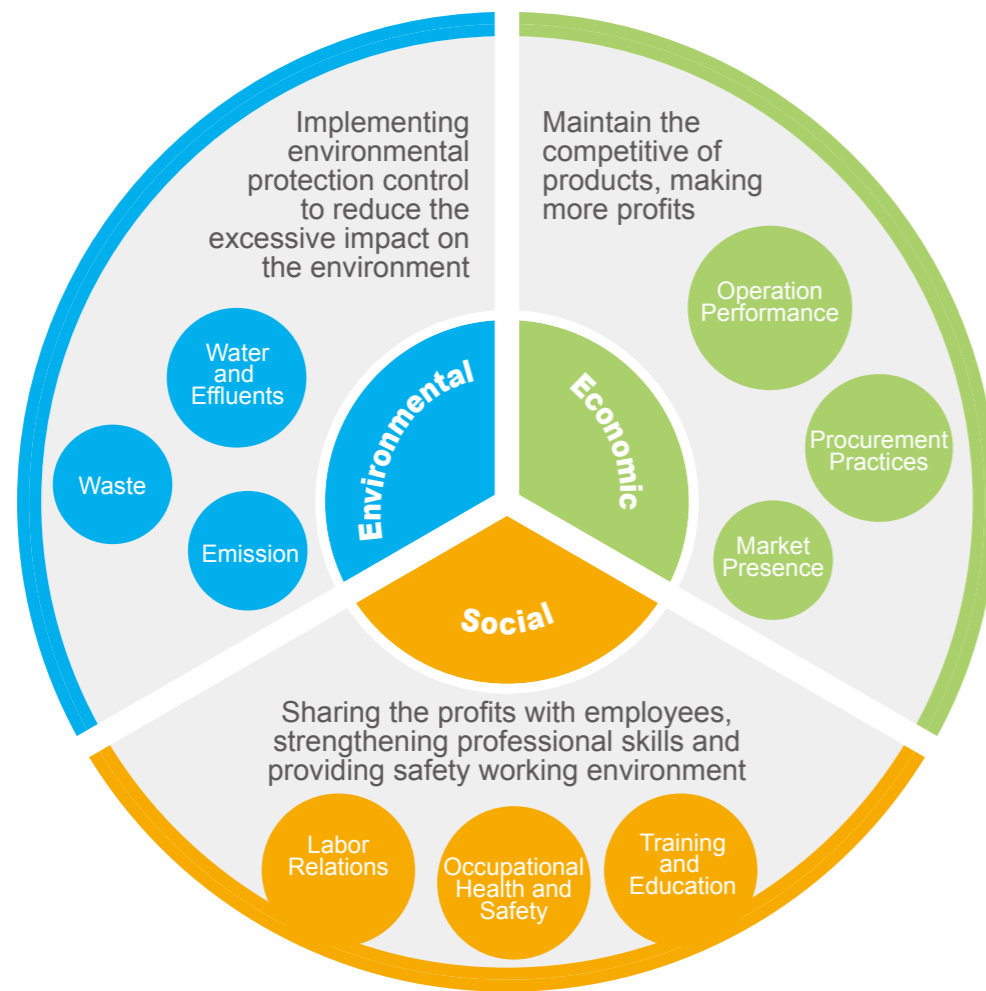 Implementing
environmental
protection control
to reduce the
excessive impact on
the environment
Water
and
Effluents
Waste
Emission
Environmental
Maintain the
competitive of
products, making
more profits
Operation
Performance
Procurement
Practices
Market
Presence
Economic
Social
Sharing the profits with employees,
strengthening professional skills and
providing safety working environment
Labor
Relations
Occupational
Health and
Safety
Training
and
Education